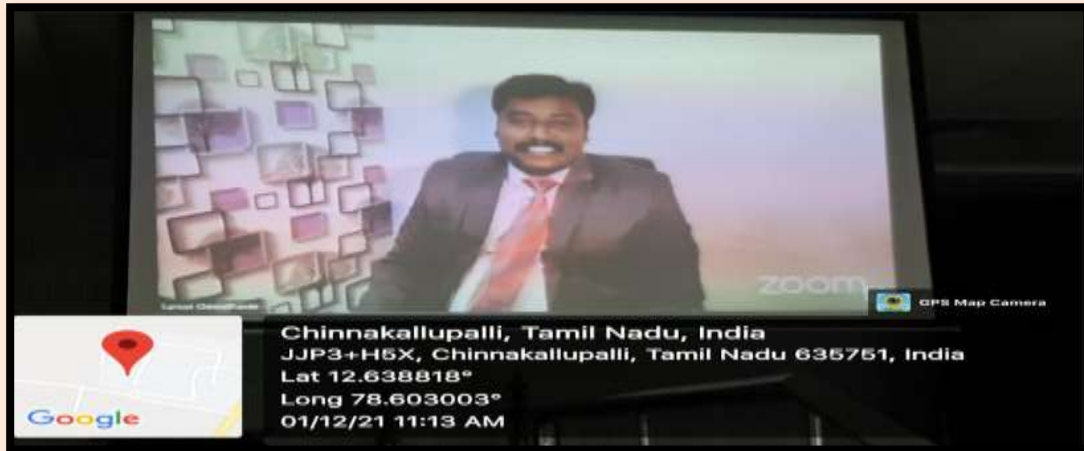 zoom
GPS Map Camera
Chinnakallupalli, Tamil Nadu, India
JJP3+H5X, Chinnakallupalli, Tamil Nadu 635751, India
Lat 12.638818°
Long 78.603003°
01/12/21 11:13 AM
Google